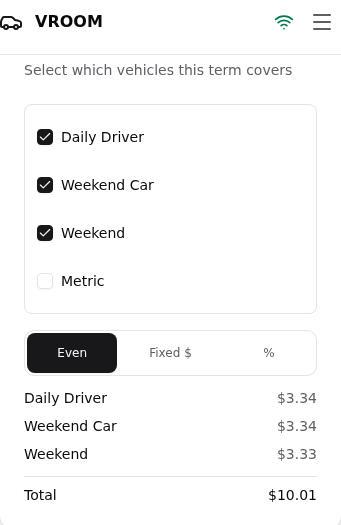 VROOM
Select which vehicles this term covers
Daily Driver
Weekend Car
Weekend
Metric
Even Fixed $ %
Daily Driver $3.34
Weekend Car $3.34
Weekend $3.33
Total $10.01